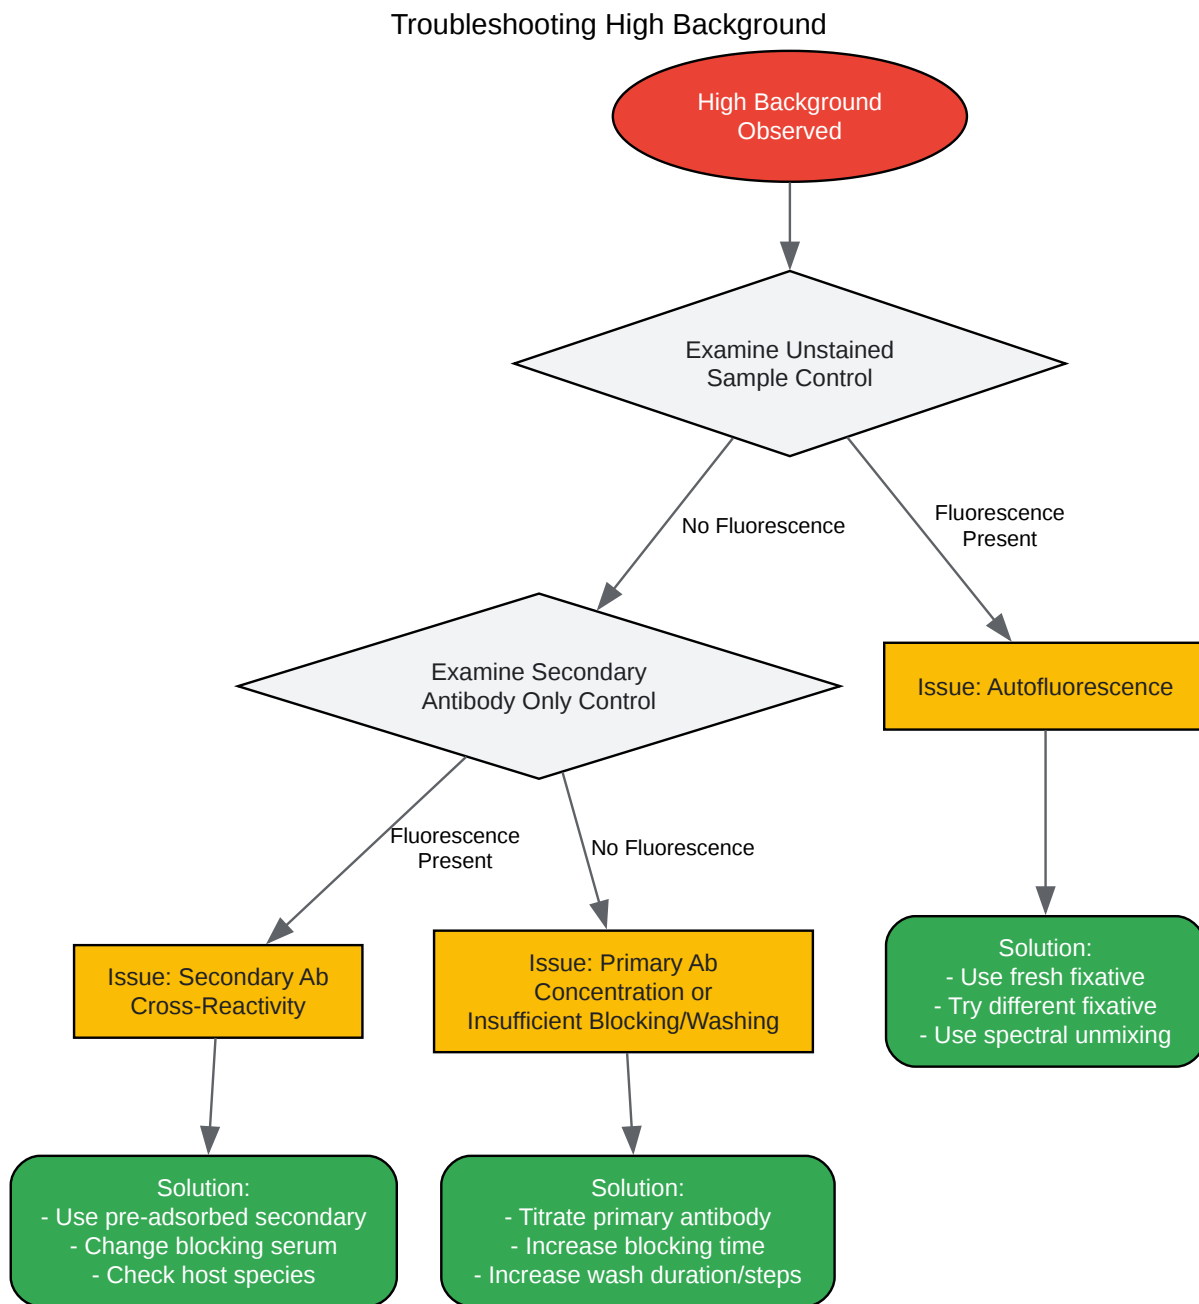 Troubleshooting High Background
High Background
Observed
Examine Unstained
Sample Control
No Fluorescence
Fluorescence
Present
Examine Secondary
Antibody Only Control
Issue: Autofluorescence
Fluorescence
Present
No Fluorescence
Issue: Secondary Ab
Cross-Reactivity
Issue: Primary Ab
Concentration or
Insufficient Blocking/Washing
Solution:
- Use fresh fixative
- Try different fixative
- Use spectral unmixing
Solution:
- Use pre-adsorbed secondary
- Change blocking serum
- Check host species
Solution:
- Titrate primary antibody
- Increase blocking time
- Increase wash duration/steps